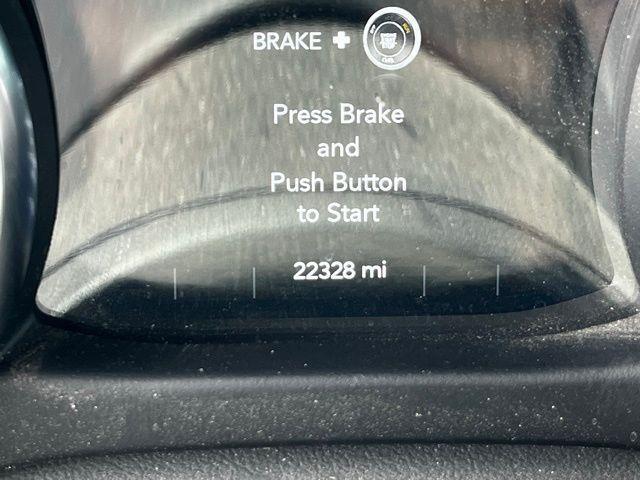 BRAKE +
Press Brake
and
Push Button
to Start
22328 mi